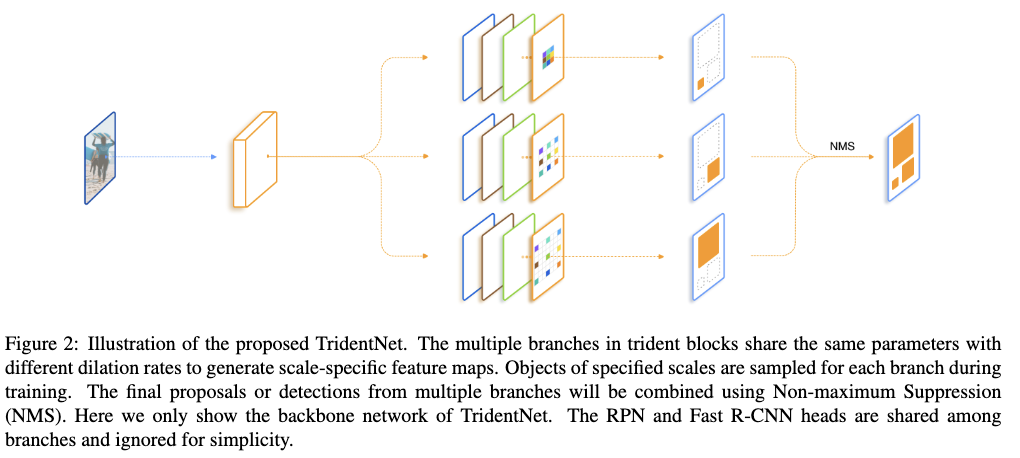 NMS
Figure 2: Illustration of the proposed TridentNet. The multiple branches in trident blocks share the same parameters with
different dilation rates to generate scale-specific feature maps. Objects of specified scales are sampled for each branch during
training. The final proposals or detections from multiple branches will be combined using Non-maximum Suppression
(NMS). Here we only show the backbone network of TridentNet. The RPN and Fast R-CNN heads are shared among
branches and ignored for simplicity.